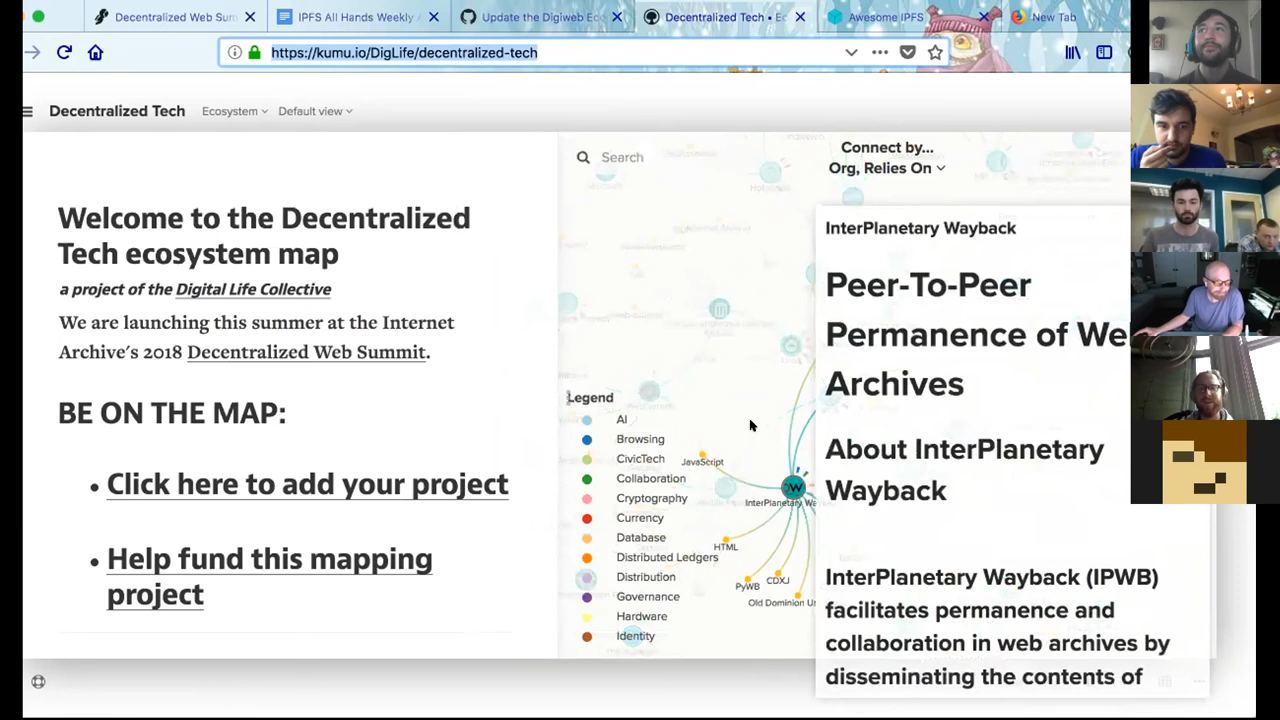 Decentralized Web Sum
IPFS All Hands Weekly
Update the Digiweb Eco
Decentralized Tech • Ec
Awesome IPFS
New Tab
https://kumu.io/DigLife/decentralized-tech
Decentralized Tech
Ecosystem
Default view
Welcome to the Decentralized
Tech ecosystem map
a project of the Digital Life Collective
We are launching this summer at the Internet
Archive's 2018 Decentralized Web Summit.
BE ON THE MAP:
• Click here to add your project
• Help fund this mapping
project
Search
Connect by...
Org, Relies On
Legend
AI
Browsing
CivicTech
Collaboration
Cryptography
Currency
Database
Distributed Ledgers
Distribution
Governance
Hardware
Identity
JavaScript
InterPlanetary Wa
HTML
PyWB
CDXJ
Old Dominion Un
InterPlanetary Wayback
Peer-To-Peer
Permanence of We
Archives
About InterPlanetary
Wayback
InterPlanetary Wayback (IPWB)
facilitates permanence and
collaboration in web archives by
disseminating the contents of